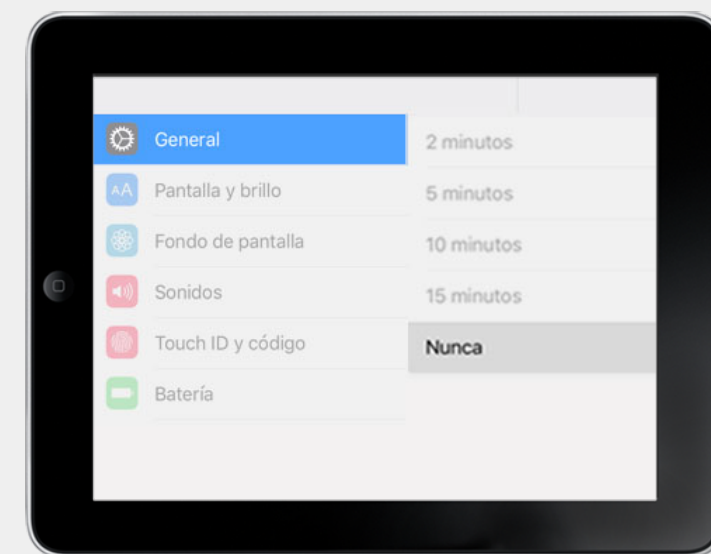 General
Pantalla y brillo
Fondo de pantalla
Sonidos
Touch ID y código
Batería
2 minutos
5 minutos
10 minutos
15 minutos
Nunca